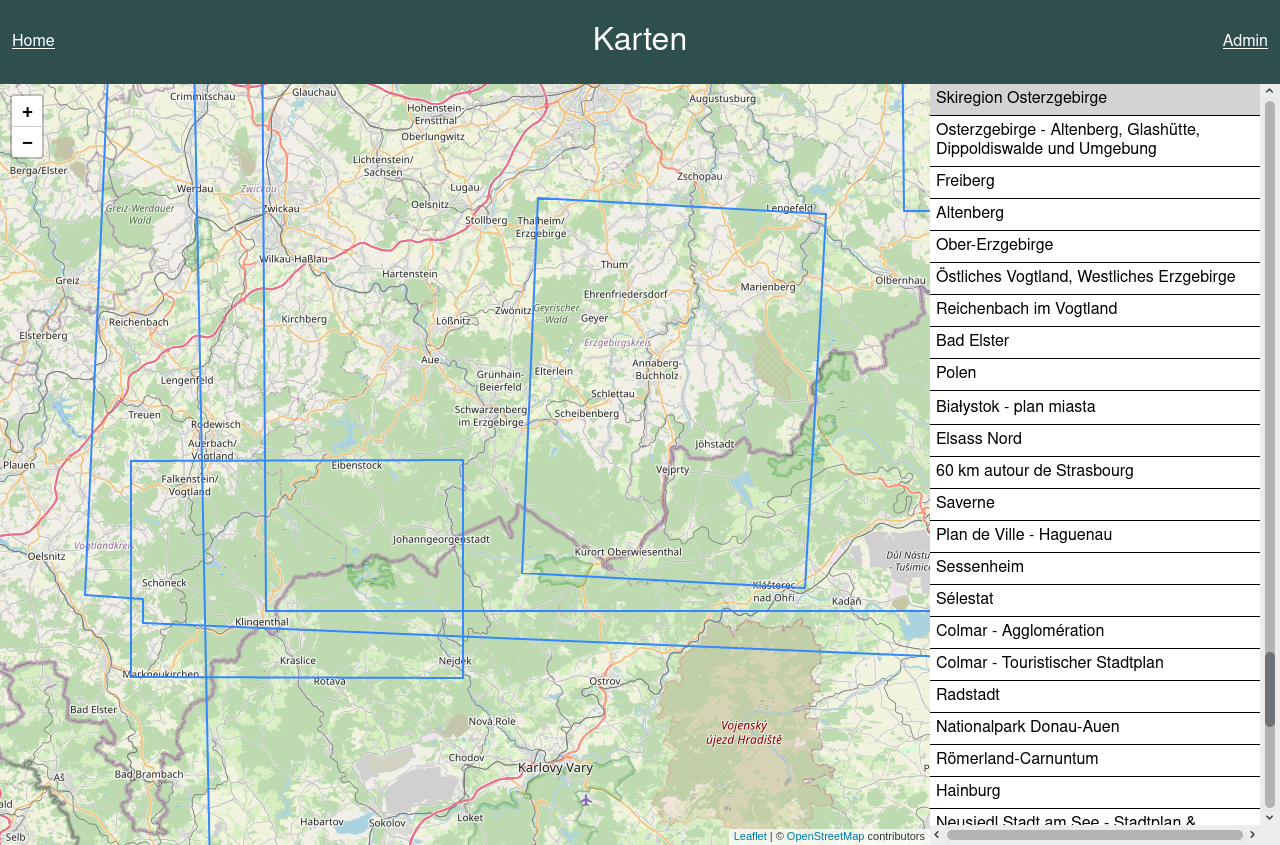 Home
Karten
Admin
+
−
Crimmitschau
Glauchau
Hohenstein-
Ernstthal
Oberlungwitz
Augustusburg
Berga/Elster
Lichtenstein/
Sachsen
Zschopau
Werdau
Zwickau
Lugau
Oelsnitz
Greiz-Werdauer
Wald
Zwickau
Stollberg
Thalheim/
Erzgebirge
Lengefeld
Wilkau-Haßlau
Thum
Hartenstein
Greiz
Marienberg
Olbernhau
Ehrenfriedersdorf
Zwönitz
Geyrischer
Wald
Geyer
Reichenbach
Kirchberg
Lößnitz
Elsterberg
Erzgebirgskreis
Aue
Annaberg-
Buchholz
Elterlein
Grünhain-
Beierfeld
Lengenfeld
Schlettau
Treuen
Schwarzenberg
im Erzgebirge
Scheibenberg
Rodewisch
Auerbach/
Vogtland
Jöhstadt
Plauen
Eibenstock
Vejprty
Falkenstein/
Vogtland
Johanngeorgenstadt
Vogtlandkreis
Oelsnitz
Kurort Oberwiesenthal
Schöneck
Klášterec
nad Ohří
Kadaň
Klingenthal
Kraslice
Nejdek
Markneukirchen
Rotava
Ostrov
Bad Elster
Nová Role
Vojenský
újezd Hradiště
Chodov
Karlovy Vary
Aš
Bad Brambach
Habartov
Sokolov
Loket
Selb
Leaflet | © OpenStreetMap contributors
Skiregion Osterzgebirge
Osterzgebirge - Altenberg, Glashütte,
Dippoldiswalde und Umgebung
Freiberg
Altenberg
Ober-Erzgebirge
Östliches Vogtland, Westliches Erzgebirge
Reichenbach im Vogtland
Bad Elster
Polen
Białystok - plan miasta
Elsass Nord
60 km autour de Strasbourg
Saverne
Plan de Ville - Haguenau
Sessenheim
Sélestat
Colmar - Agglomération
Colmar - Touristischer Stadtplan
Radstadt
Nationalpark Donau-Auen
Römerland-Carnuntum
Hainburg
Neusiedl Stadt am See - Stadtplan &